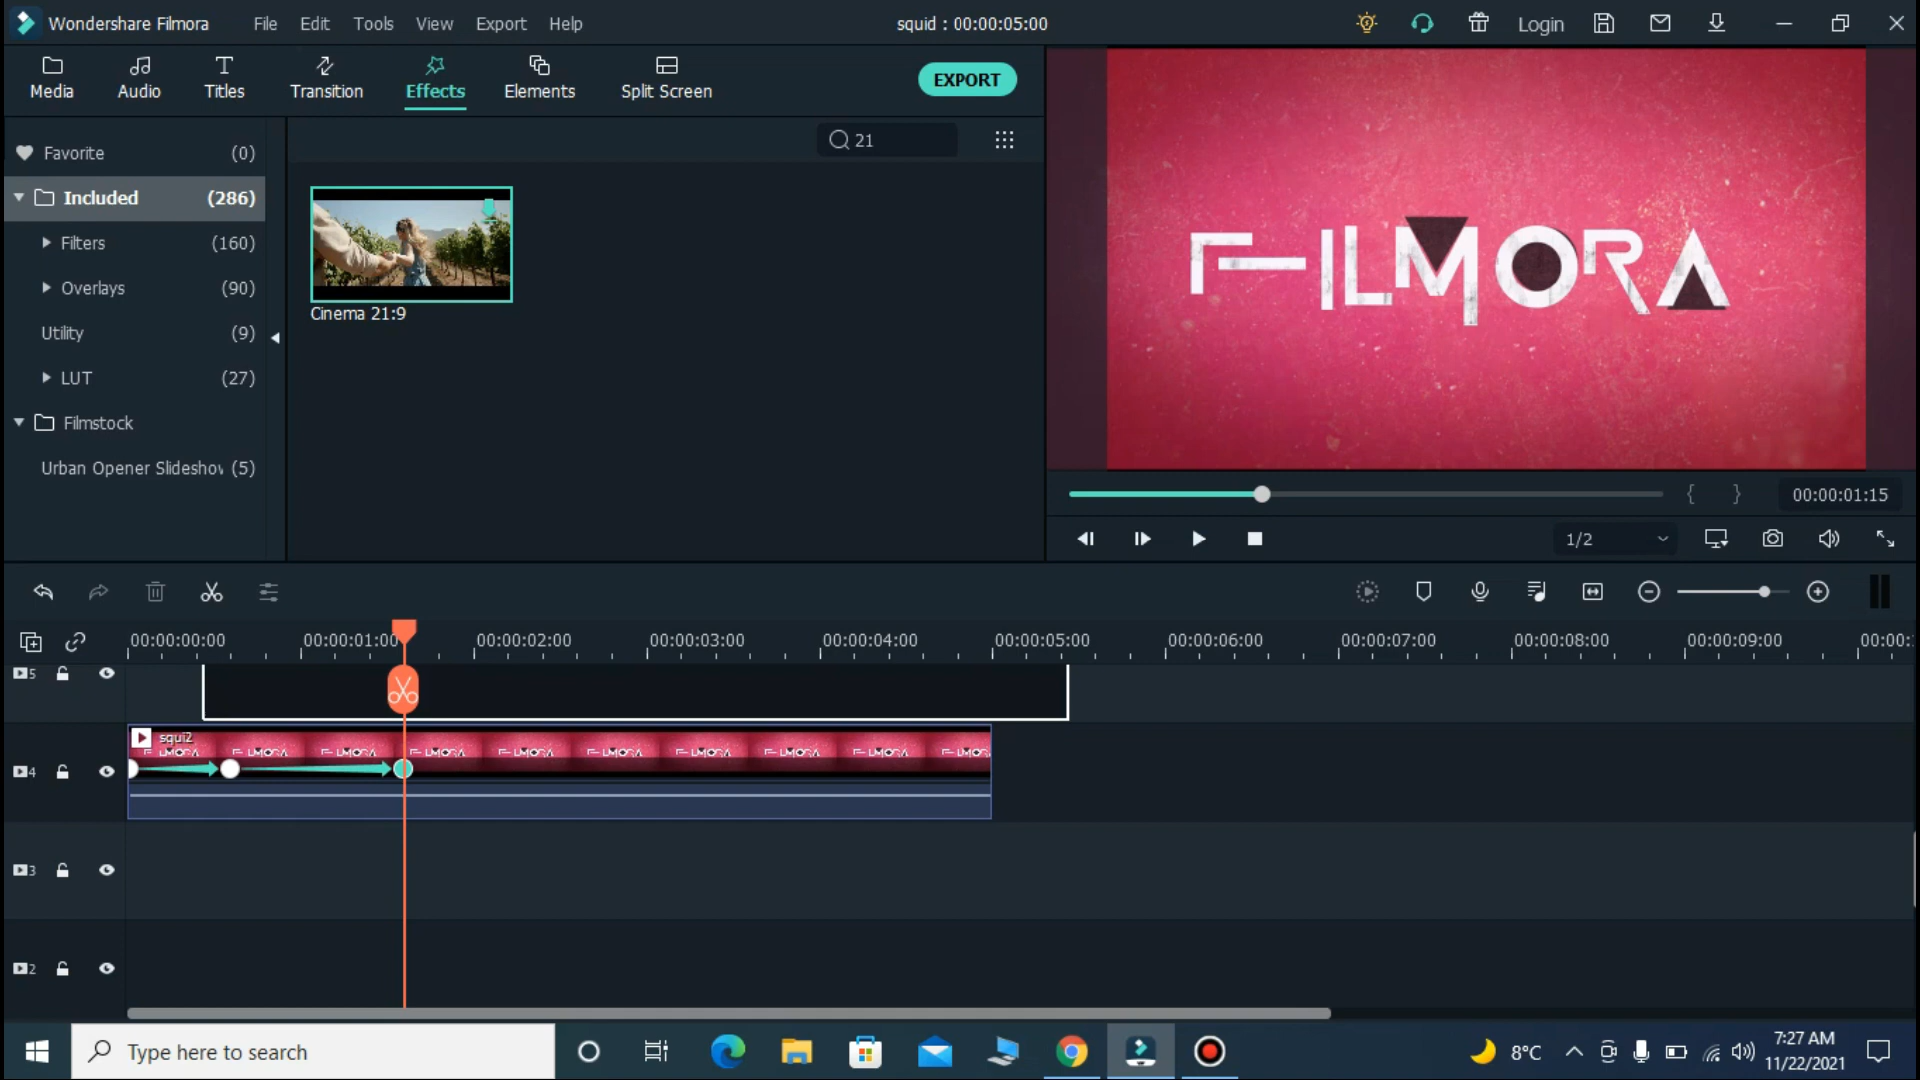 Wondershare Filmora File Edit Tools View Export Help squid : 00:00:05:00 Login
Media Audio Titles Transition Effects Elements Split Screen EXPORT
21
Favorite (0)
Included (286)
Filters (160)
Overlays (90)
Utility (9)
LUT (27)
Filmstock
Urban Opener Slideshov (5)
Cinema 21:9
FILMORA
{ } 00:00:01:15
1/2
00:00:00:00 00:00:01:00 00:00:02:00 00:00:03:00 00:00:04:00 00:00:05:00 00:00:06:00 00:00:07:00 00:00:08:00 00:00:09:00 00:00:
5
squi2
FILMORA FILMORA FILMORA FILMORA FILMORA FILMORA FILMORA FILMORA FILMORA FILMO
4
3
2
Type here to search
8°C
7:27 AM
11/22/2021